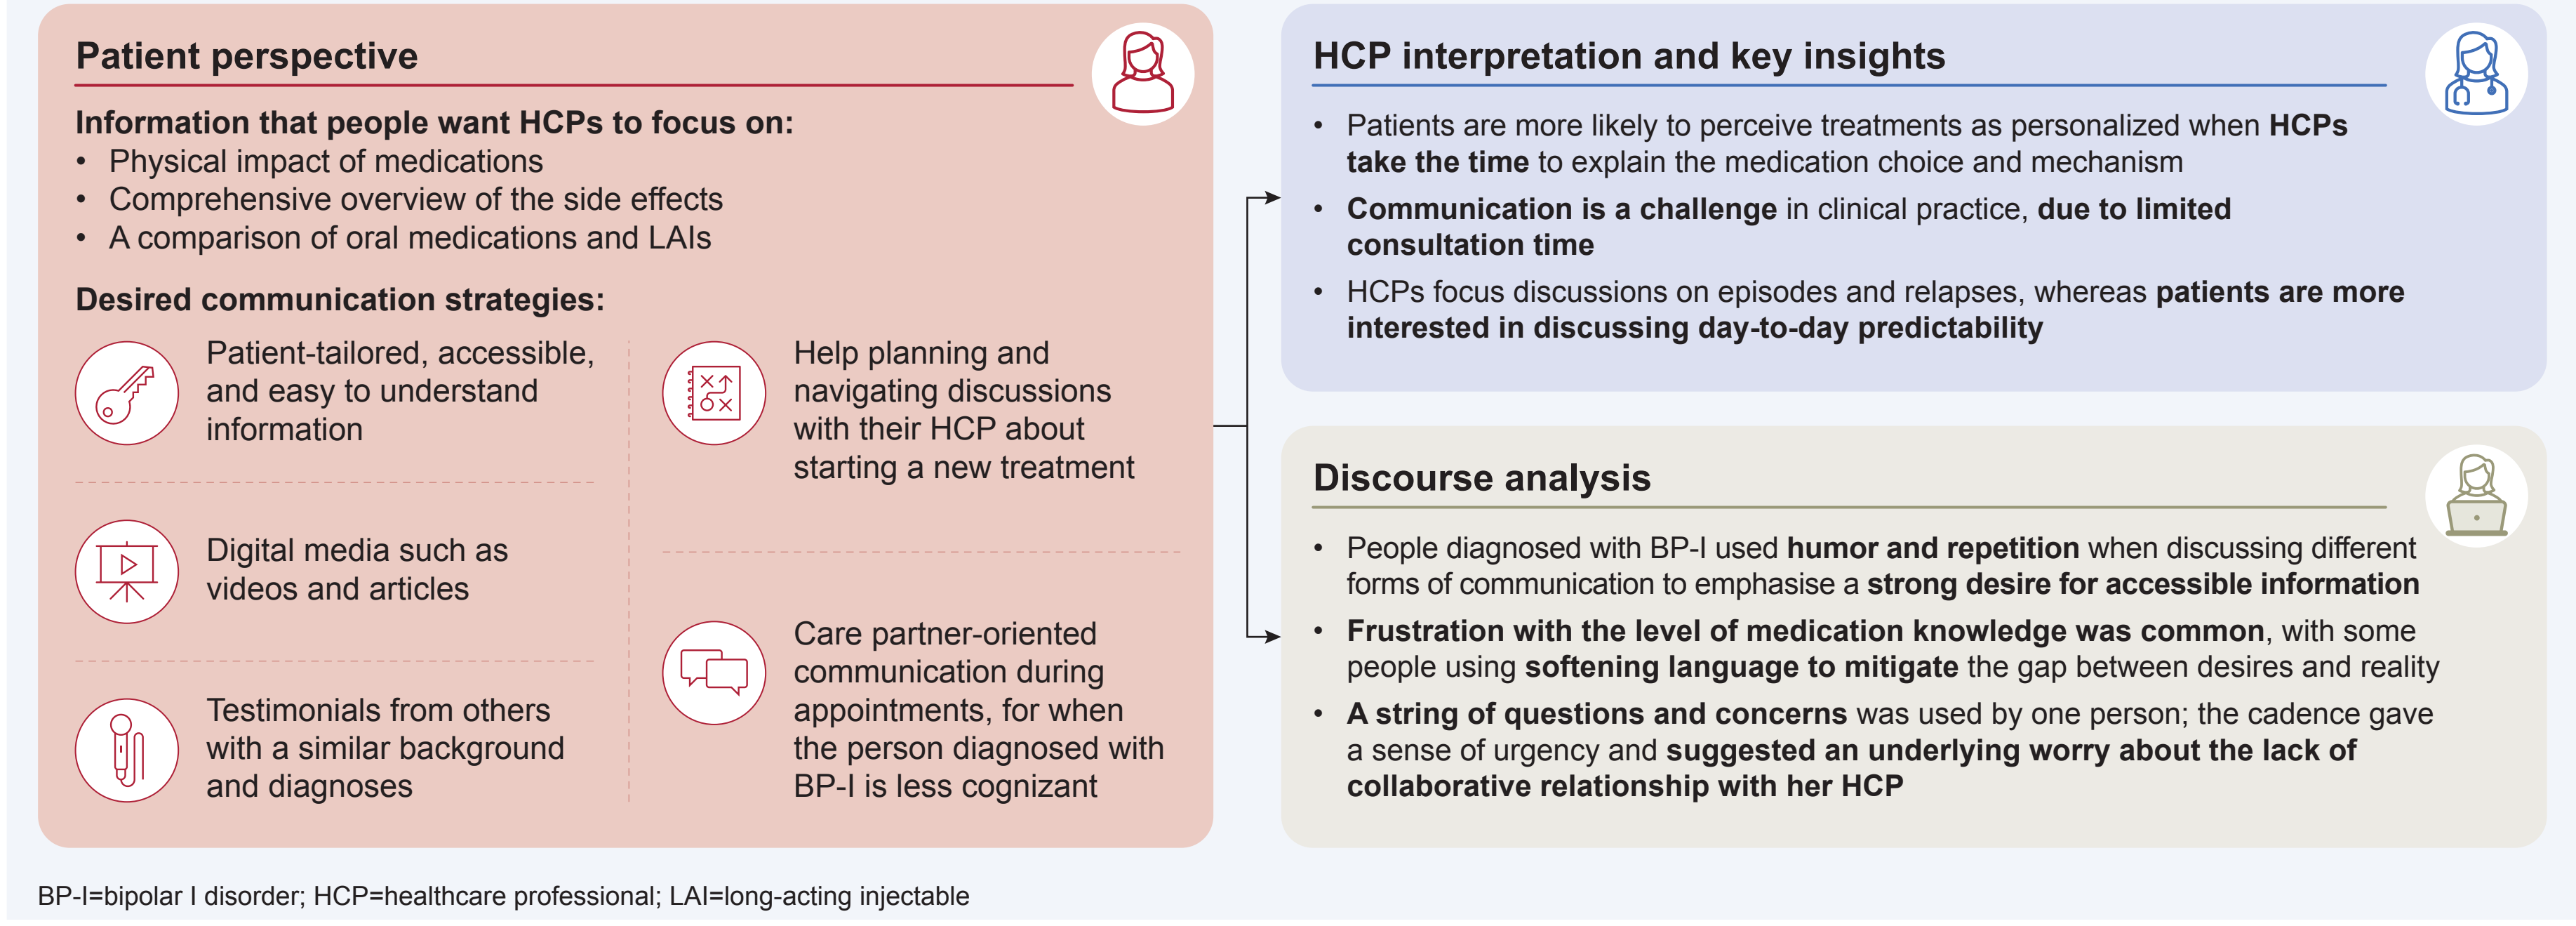 Patient perspective
Information that people want HCPs to focus on:
• Physical impact of medications
• Comprehensive overview of the side effects
• A comparison of oral medications and LAIs
Desired communication strategies:
Patient-tailored, accessible,
and easy to understand
information
Digital media such as
videos and articles
Testimonials from others
with a similar background
and diagnoses
Help planning and
navigating discussions
with their HCP about
starting a new treatment
Care partner-oriented
communication during
appointments, for when
the person diagnosed with
BP-I is less cognizant
HCP interpretation and key insights
• Patients are more likely to perceive treatments as personalized when HCPs
take the time to explain the medication choice and mechanism
• Communication is a challenge in clinical practice, due to limited
consultation time
• HCPs focus discussions on episodes and relapses, whereas patients are more
interested in discussing day-to-day predictability
Discourse analysis
• People diagnosed with BP-I used humor and repetition when discussing different
forms of communication to emphasise a strong desire for accessible information
• Frustration with the level of medication knowledge was common, with some
people using softening language to mitigate the gap between desires and reality
• A string of questions and concerns was used by one person; the cadence gave
a sense of urgency and suggested an underlying worry about the lack of
collaborative relationship with her HCP
BP-I=bipolar I disorder; HCP=healthcare professional; LAI=long-acting injectable